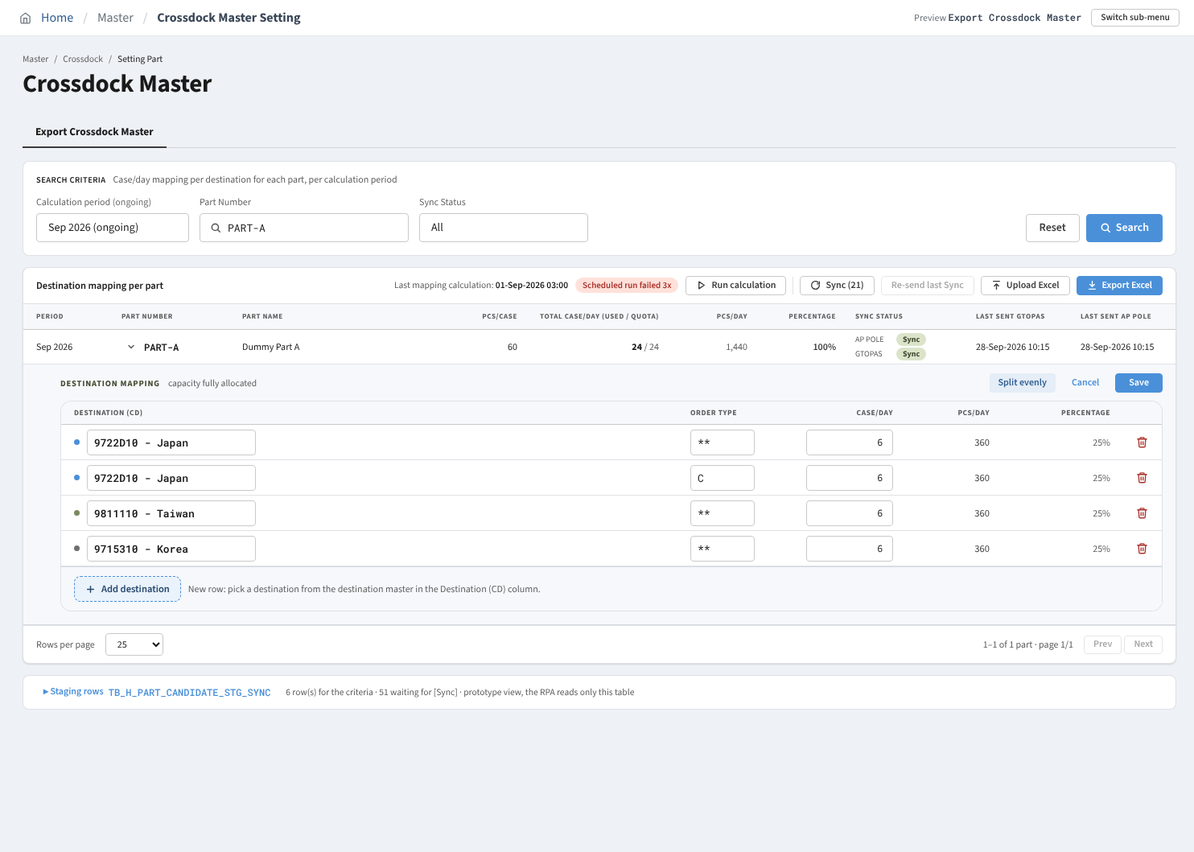 Home / Master / Crossdock Master Setting Preview Export Crossdock Master Switch sub-menu
Master / Crossdock / Setting Part
Crossdock Master
Export Crossdock Master
SEARCH CRITERIA Case/day mapping per destination for each part, per calculation period
Calculation period (ongoing) Part Number Sync Status
Sep 2026 (ongoing) PART-A All Reset Search
Destination mapping per part Last mapping calculation: 01-Sep-2026 03:00 Scheduled run failed 3x Run calculation Sync (21) Re-send last Sync Upload Excel Export Excel
PERIOD PART NUMBER PART NAME PCS/CASE TOTAL CASE/DAY (USED / QUOTA) PCS/DAY PERCENTAGE SYNC STATUS LAST SENT GTOPAS LAST SENT AP POLE
Sep 2026 PART-A Dummy Part A 60 24 / 24 1,440 100% AP POLE Sync 28-Sep-2026 10:15 28-Sep-2026 10:15
GTOPAS Sync
DESTINATION MAPPING capacity fully allocated Split evenly Cancel Save
DESTINATION (CD) ORDER TYPE CASE/DAY PCS/DAY PERCENTAGE
9722D10 - Japan ** 6 360 25%
9722D10 - Japan C 6 360 25%
9811110 - Taiwan ** 6 360 25%
9715310 - Korea ** 6 360 25%
+ Add destination New row: pick a destination from the destination master in the Destination (CD) column.
Rows per page 25 1–1 of 1 part · page 1/1 Prev Next
▸ Staging rows TB_H_PART_CANDIDATE_STG_SYNC 6 row(s) for the criteria · 51 waiting for [Sync] · prototype view, the RPA reads only this table